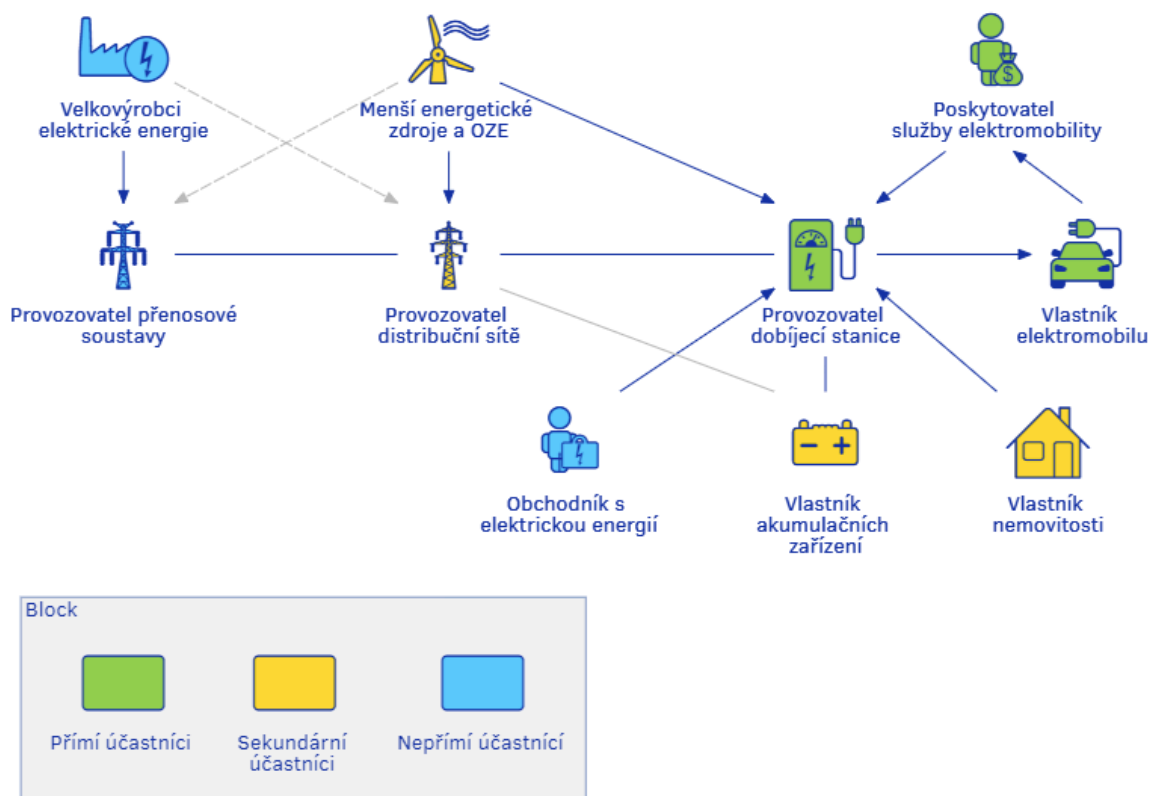 Velkovýrobci
elektrické energie
Menší energetické
zdroje a OZE
Poskytovatel
služby elektromobility
$
Provozovatel přenosové
soustavy
Provozovatel
distribuční sítě
Provozovatel
dobíjecí stanice
Vlastník
elektromobilu
Obchodník s
elektrickou energií
Vlastník
akumulačních
zařízení
Vlastník
nemovitosti
Block
Přímí účastníci
Sekundární
účastníci
Nepřímí účastnící